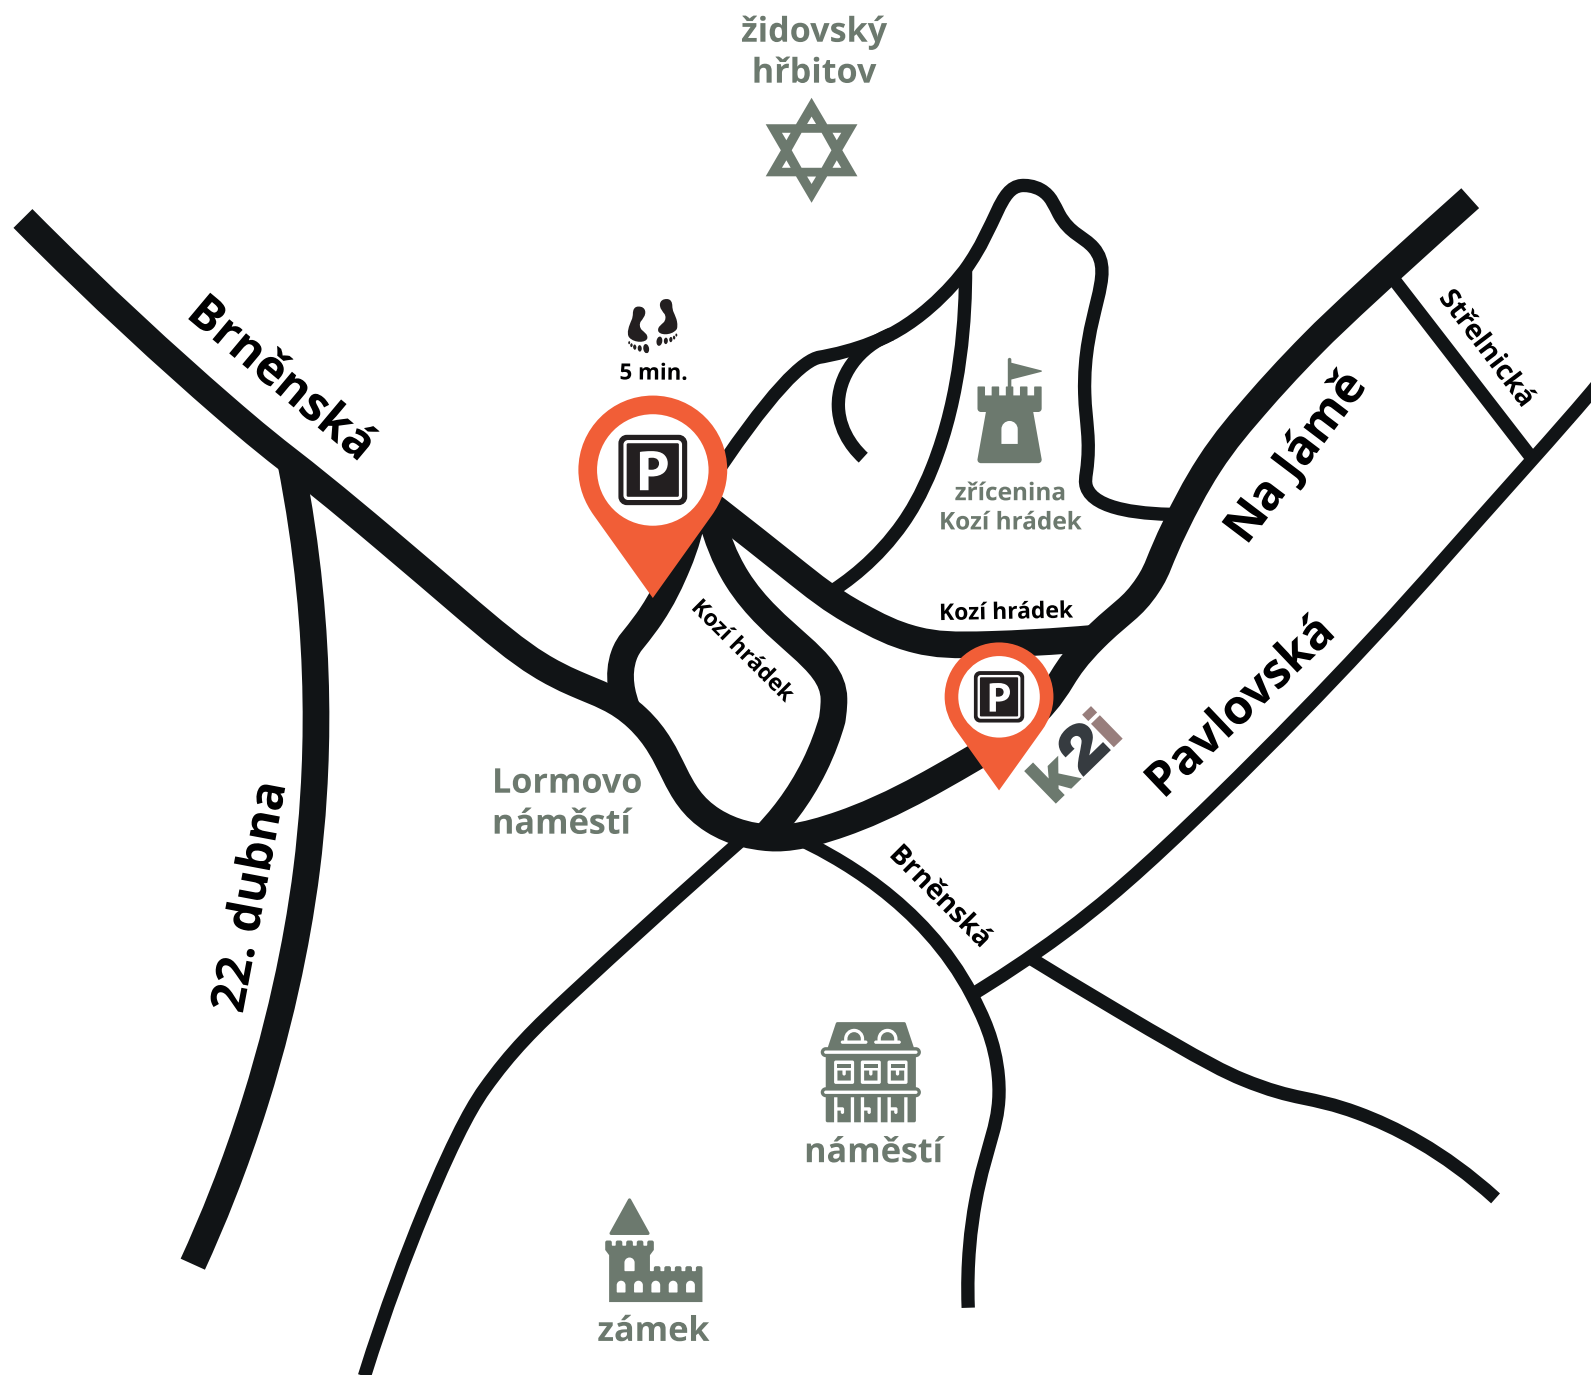 židovský
hřbitov
Brněnská
Střelnická
5 min.
P
Na Jámě
zřícenina
Kozí hrádek
Kozí hrádek
Kozí hrádek
P
k2i
Pavlovská
Lormovo
náměstí
22. dubna
Brněnská
náměstí
zámek